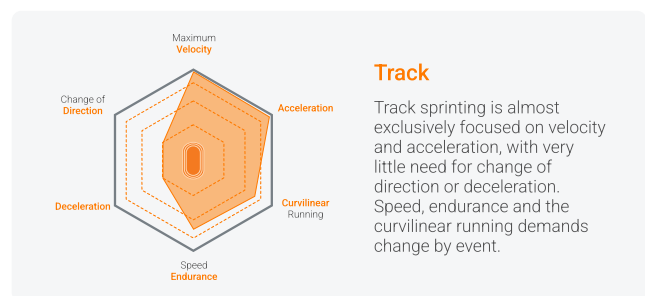 Maximum
Velocity
Change of
Direction
Acceleration
Deceleration
Curvilinear
Running
Speed
Endurance
Track
Track sprinting is almost
exclusively focused on velocity
and acceleration, with very
little need for change of
direction or deceleration.
Speed, endurance and the
curvilinear running demands
change by event.